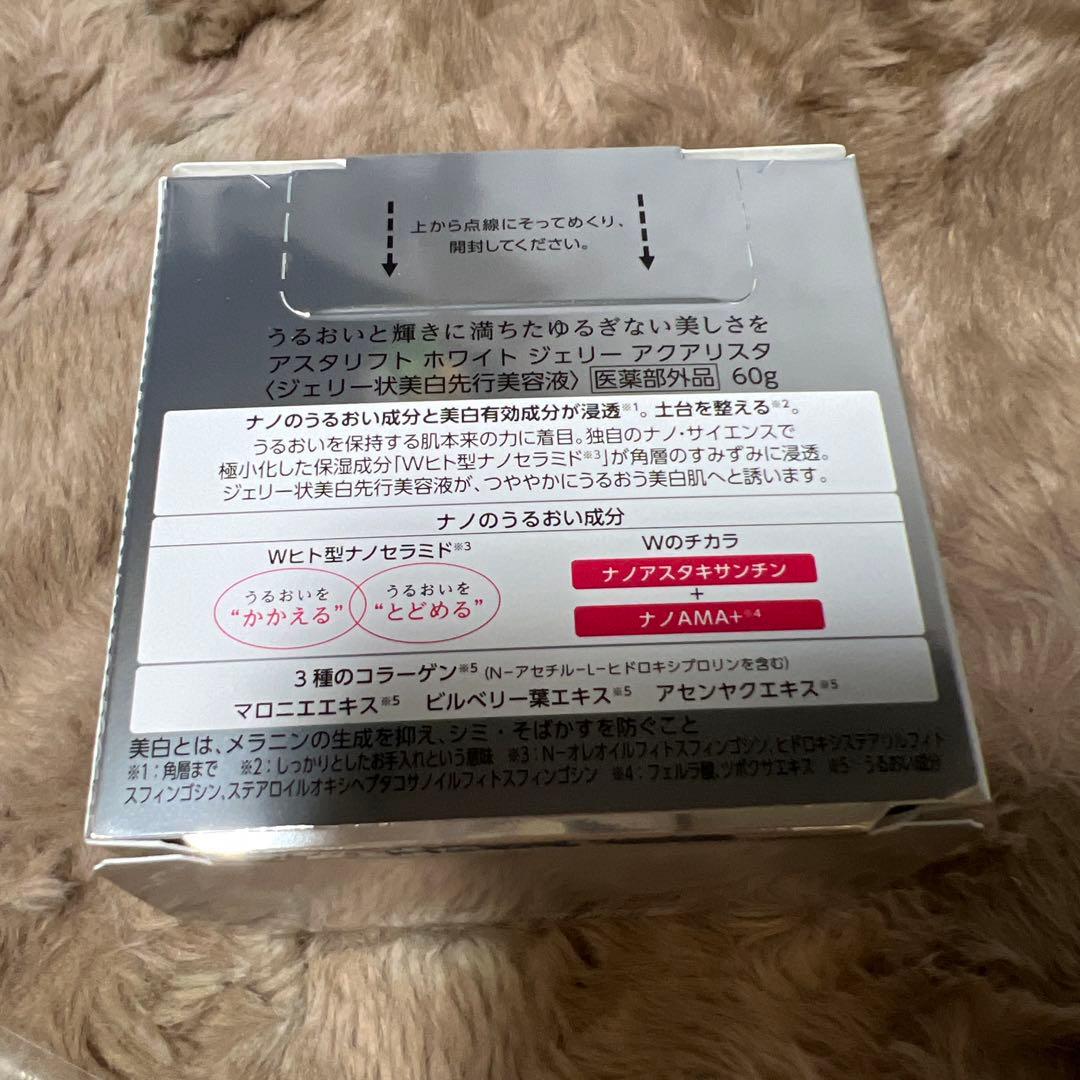 上から点線にそってめくり、
開封してください。
うるおいと輝きに満ちたゆるぎない美しさを
アスタリフト ホワイト ジェリー アクアリスタ
〈ジェリー状美白先行美容液〉 医薬部外品 60g
ナノのうるおい成分と美白有効成分が浸透※1。土台を整える※2。
うるおいを保持する肌本来の力に着目。独自のナノ・サイエンスで
極小化した保湿成分「Wヒト型ナノセラミド※3」が角層のすみずみに浸透。
ジェリー状美白先行美容液が、つややかにうるおう美白肌へと誘います。
ナノのうるおい成分
Wヒト型ナノセラミド※3
うるおいを
“かかえる”
うるおいを
“とどめる”
Wのチカラ
ナノアスタキサンチン
+
ナノAMA+※4
3種のコラーゲン※5 (N-アセチル-L-ヒドロキシプロリンを含む)
マロニエエキス※5 ビルベリー葉エキス※5 アセンヤクエキス※5
美白とは、メラニンの生成を抑え、シミ・そばかすを防ぐこと
※1:角層まで ※2:しっかりとしたお手入れという意味 ※3:N-オレオイルフィトスフィンゴシン、ヒドロキシステアリルフィト
スフィンゴシン、ステアロイルオキシヘプタコサノイルフィトスフィンゴシン ※4:フェルラ酸、ツボクサエキス ※5:うるおい成分